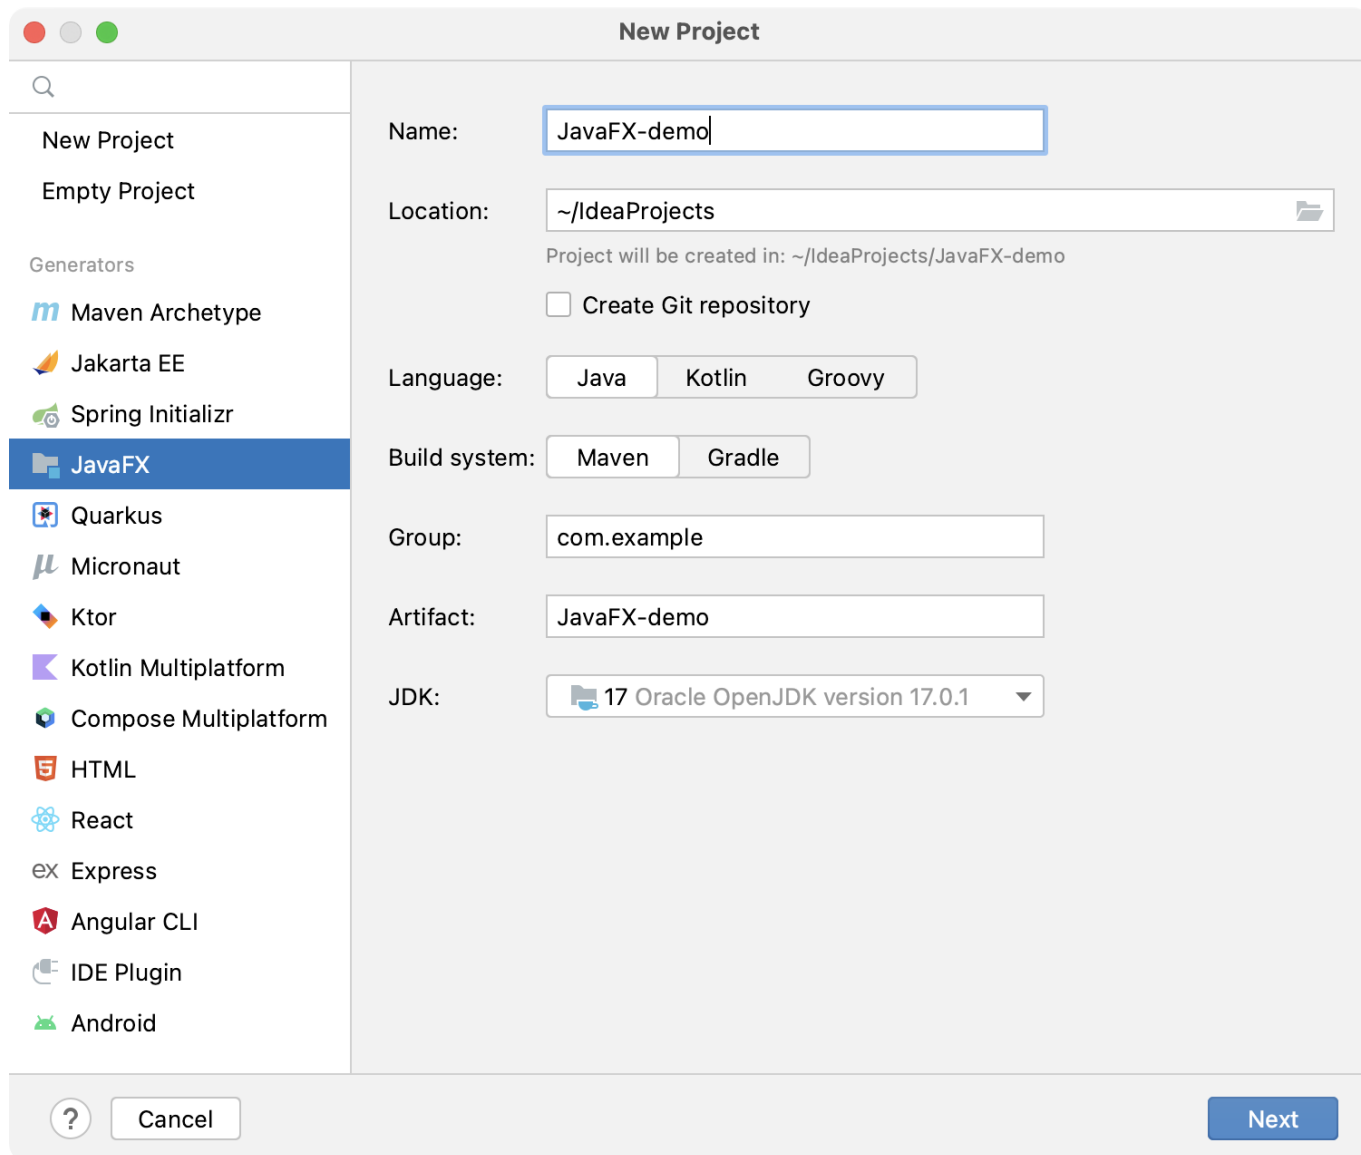 New Project
New Project
Empty Project
Generators
Maven Archetype
Jakarta EE
Spring Initializr
JavaFX
Quarkus
Micronaut
Ktor
Kotlin Multiplatform
Compose Multiplatform
HTML
React
ex Express
Angular CLI
IDE Plugin
Android
Name: JavaFX-demo
Location: ~/IdeaProjects
Project will be created in: ~/IdeaProjects/JavaFX-demo
Create Git repository
Language: Java Kotlin Groovy
Build system: Maven Gradle
Group: com.example
Artifact: JavaFX-demo
JDK: 17 Oracle OpenJDK version 17.0.1
? Cancel Next